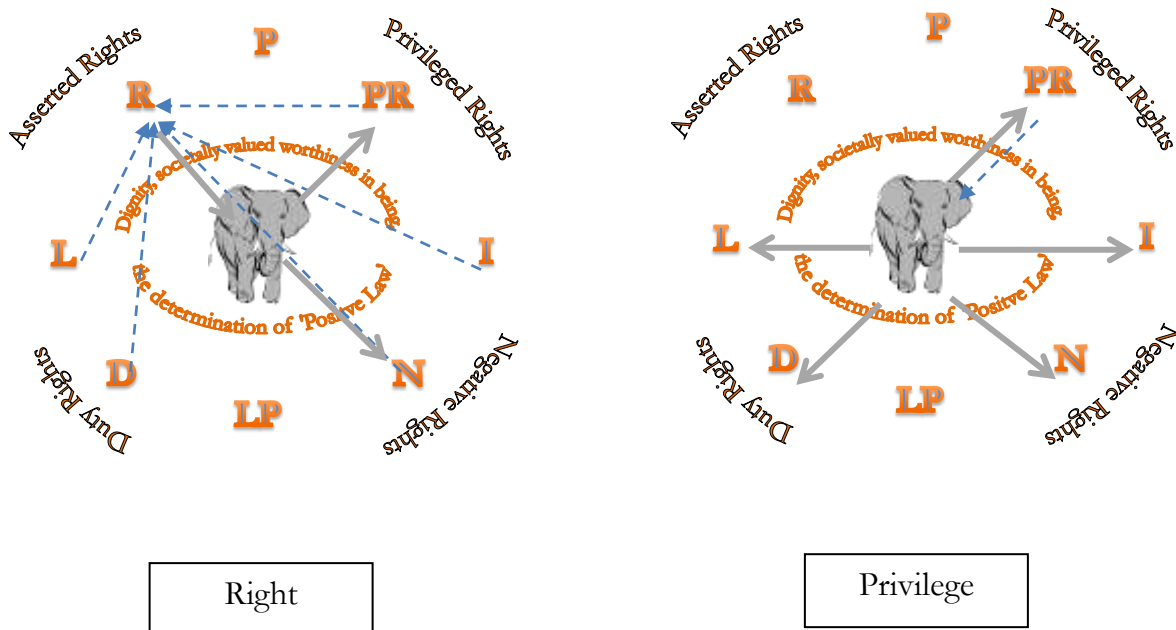 Asserted Rights
P
Privileged Rights
R
PR
Dignity, societally valued worthiness in being,
L
I
the determination of 'Positve Law'
D
N
LP
Duty Rights
Negative Rights
Right
Asserted Rights
P
Privileged Rights
R
PR
Dignity, societally valued worthiness in being,
L
I
the determination of 'Positve Law'
D
N
LP
Duty Rights
Negative Rights
Privilege